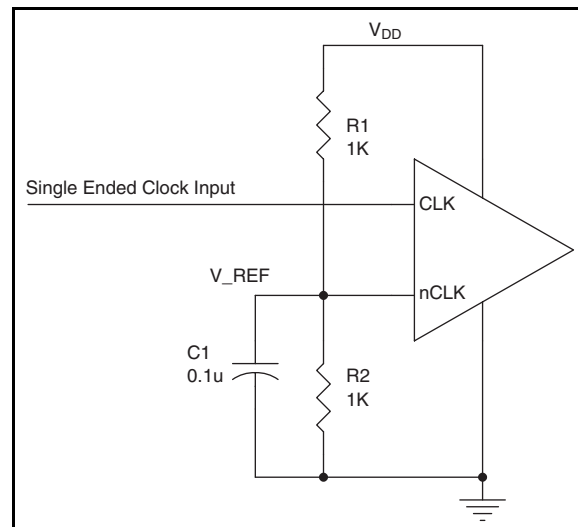 VDD
R1
1K
Single Ended Clock Input
CLK
V_REF
nCLK
C1
0.1u
R2
1K